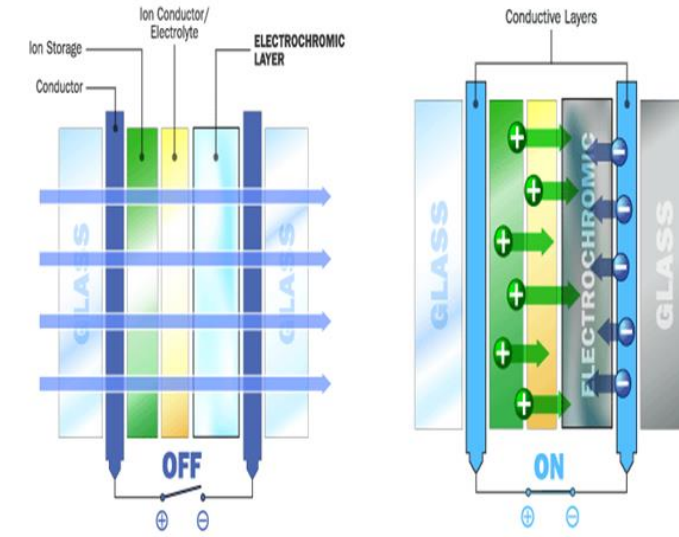 Ion Conductor/
Electrolyte
Ion Storage
ELECTROCHROMIC
LAYER
Conductor
GLASS
GLASS
OFF
+
−
Conductive Layers
GLASS
ELECTROCHROMIC
GLASS
+
+
+
+
+
+
−
−
−
−
−
ON
+
−